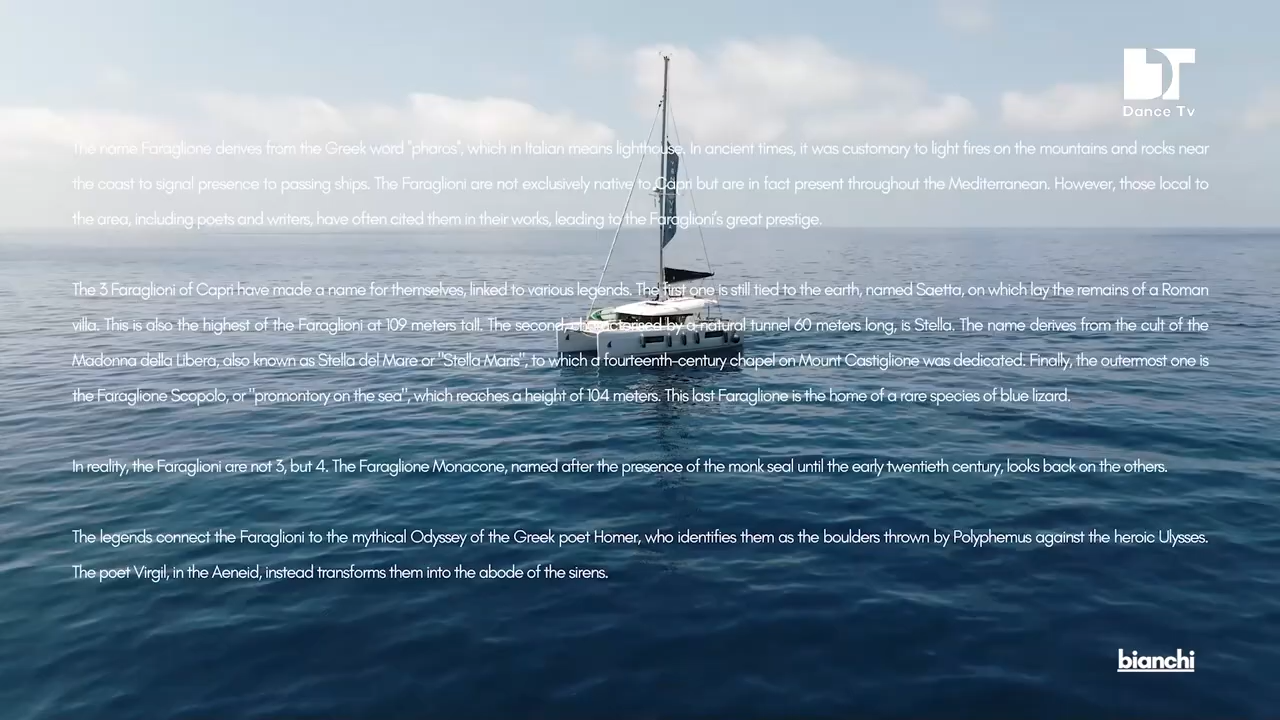 Dance Tv
The name Faraglione derives from the Greek word "pharos", which in Italian means lighthouse. In ancient times, it was customary to light fires on the mountains and rocks near
the coast to signal presence to passing ships. The Faraglioni are not exclusively native to Capri but are in fact present throughout the Mediterranean. However, those local to
the area, including poets and writers, have often cited them in their works, leading to the Faraglioni's great prestige.
The 3 Faraglioni of Capri have made a name for themselves, linked to various legends. The first one is still tied to the earth, named Saetta, on which lay the remains of a Roman
villa. This is also the highest of the Faraglioni at 109 meters tall. The second, characterised by a natural tunnel 60 meters long, is Stella. The name derives from the cult of the
Madonna della Libera, also known as Stella del Mare or "Stella Maris", to which a fourteenth-century chapel on Mount Castiglione was dedicated. Finally, the outermost one is
the Faraglione Scopolo, or "promontory on the sea", which reaches a height of 104 meters. This last Faraglione is the home of a rare species of blue lizard.
In reality, the Faraglioni are not 3, but 4. The Faraglione Monacone, named after the presence of the monk seal until the early twentieth century, looks back on the others.
The legends connect the Faraglioni to the mythical Odyssey of the Greek poet Homer, who identifies them as the boulders thrown by Polyphemus against the heroic Ulysses.
The poet Virgil, in the Aeneid, instead transforms them into the abode of the sirens.
bianchi